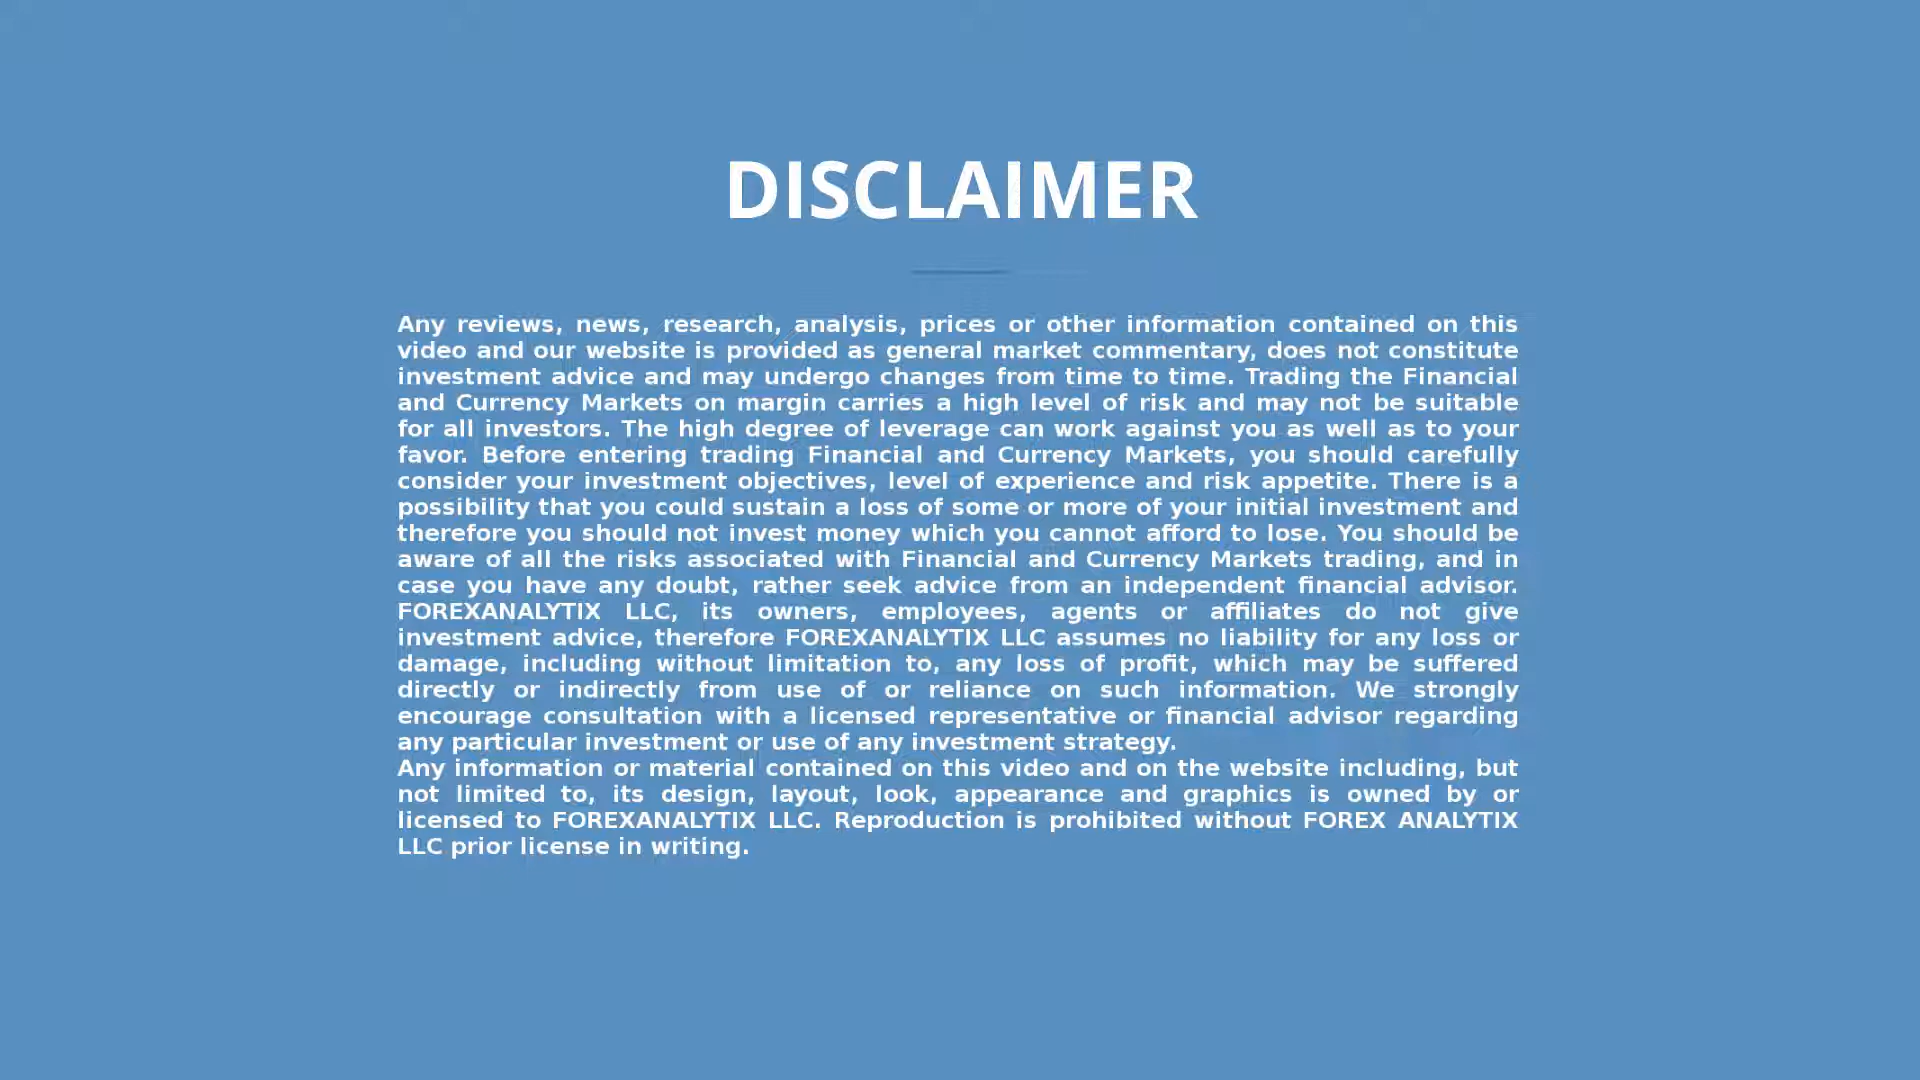 DISCLAIMER
Any reviews, news, research, analysis, prices or other information contained on this
video and our website is provided as general market commentary, does not constitute
investment advice and may undergo changes from time to time. Trading the Financial
and Currency Markets on margin carries a high level of risk and may not be suitable
for all investors. The high degree of leverage can work against you as well as to your
favor. Before entering trading Financial and Currency Markets, you should carefully
consider your investment objectives, level of experience and risk appetite. There is a
possibility that you could sustain a loss of some or more of your initial investment and
therefore you should not invest money which you cannot afford to lose. You should be
aware of all the risks associated with Financial and Currency Markets trading, and in
case you have any doubt, rather seek advice from an independent financial advisor.
FOREXANALYTIX LLC, its owners, employees, agents or affiliates do not give
investment advice, therefore FOREXANALYTIX LLC assumes no liability for any loss or
damage, including without limitation to, any loss of profit, which may be suffered
directly or indirectly from use of or reliance on such information. We strongly
encourage consultation with a licensed representative or financial advisor regarding
any particular investment or use of any investment strategy.
Any information or material contained on this video and on the website including, but
not limited to, its design, layout, look, appearance and graphics is owned by or
licensed to FOREXANALYTIX LLC. Reproduction is prohibited without FOREX ANALYTIX
LLC prior license in writing.